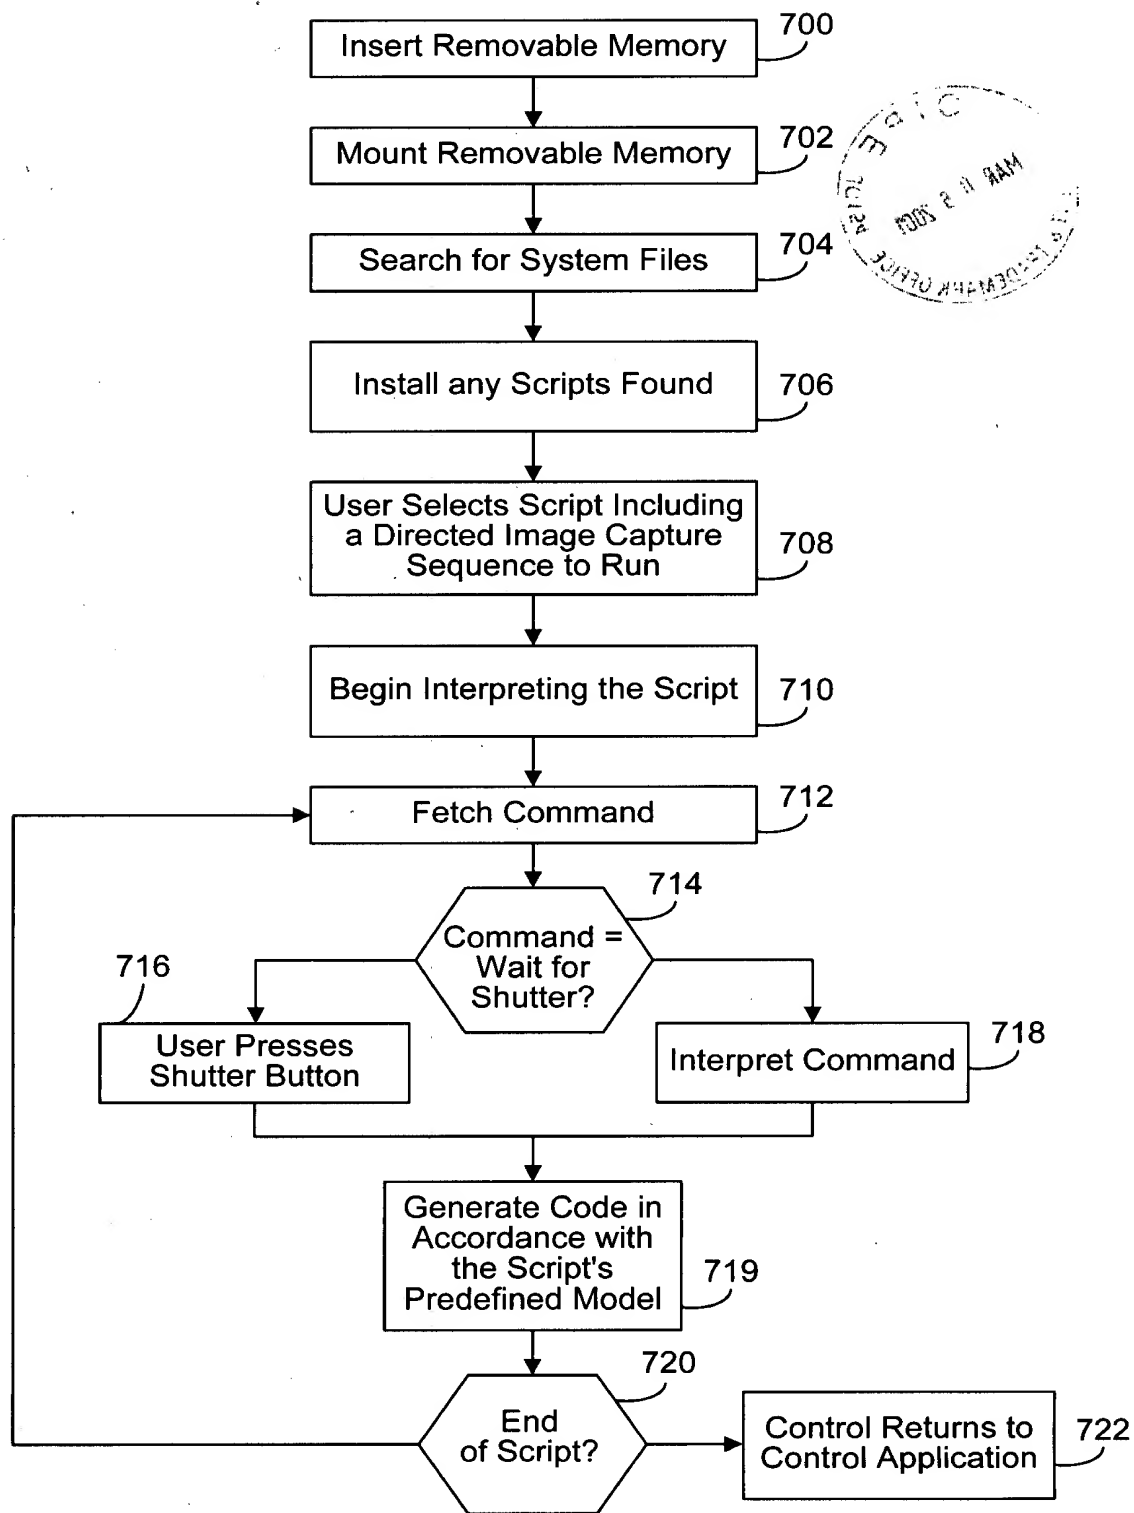 Insert Removable Memory
700
Mount Removable Memory
702
Search for System Files
704
Install any Scripts Found
706
User Selects Script Including
a Directed Image Capture
Sequence to Run
708
Begin Interpreting the Script
710
Fetch Command
712
714
Command =
Wait for
Shutter?
716
User Presses
Shutter Button
Interpret Command
718
Generate Code in
Accordance with
the Script's
Predefined Model
719
720
End
of Script?
Control Returns to
Control Application
722
MAR
TRADEMARK OFFICE